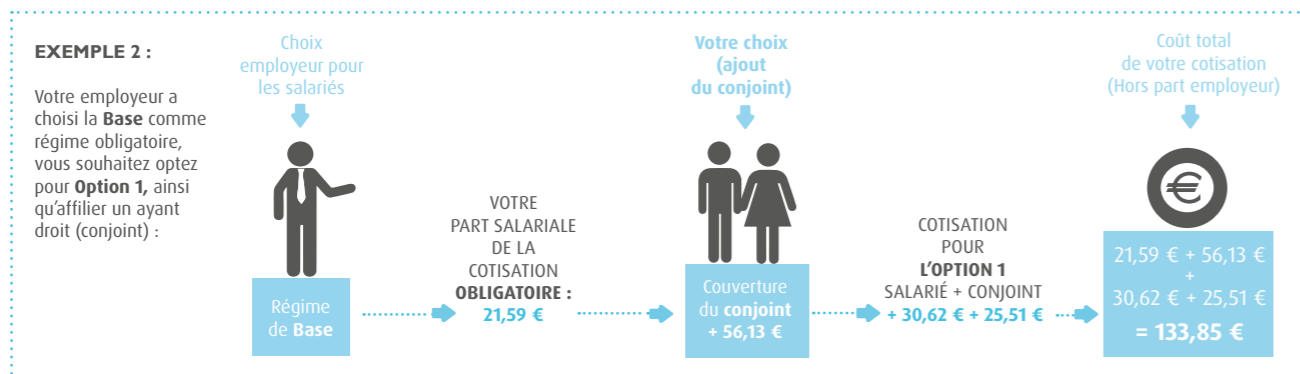 EXEMPLE 2 :
Votre employeur a
choisi la Base comme
régime obligatoire,
vous souhaitez optez
pour Option 1, ainsi
qu’affilier un ayant
droit (conjoint) :
Choix
employeur pour
les salariés
Régime
de Base
VOTRE
PART SALARIALE
DE LA
COTISATION
OBLIGATOIRE :
21,59 €
Votre choix
(ajout
du conjoint)
Couverture
du conjoint
+ 56,13 €
COTISATION
POUR
L’OPTION 1
SALARIÉ + CONJOINT
+ 30,62 € + 25,51 €
Coût total
de votre cotisation
(Hors part employeur)
€
21,59 € + 56,13 €
+
30,62 € + 25,51 €
= 133,85 €